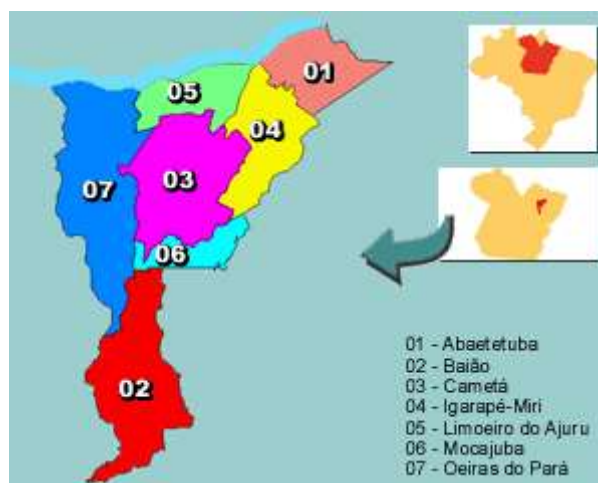 01
05
04
03
07
06
02
01 - Abaetetuba
02 - Baião
03 - Cametá
04 - Igarapé-Miri
05 - Limoeiro do Ajuru
06 - Mocajuba
07 - Oeiras do Pará